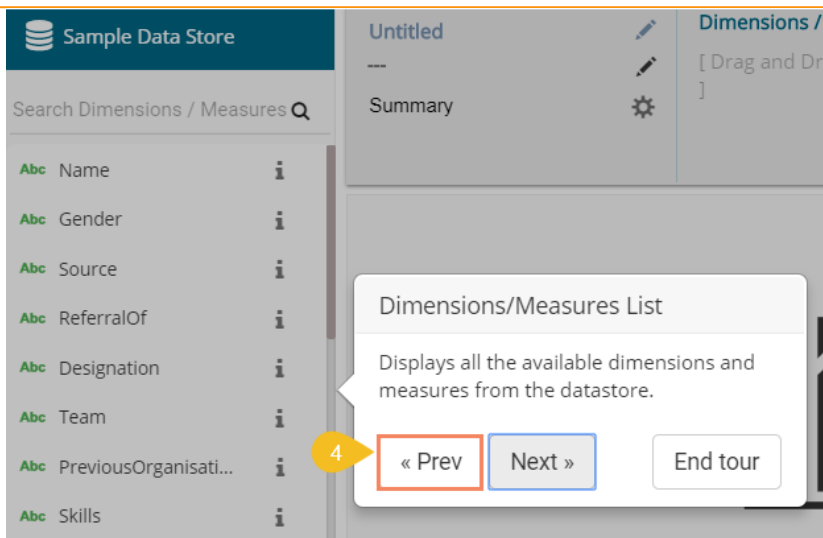 Sample Data Store
Search Dimensions / Measures
Abc Name i
Abc Gender i
Abc Source i
Abc ReferralOf i
Abc Designation i
Abc Team i
Abc PreviousOrganisati... i
Abc Skills i
Untitled
---
Summary
Dimensions /
[ Drag and Dr
]
Dimensions/Measures List
Displays all the available dimensions and
measures from the datastore.
4
« Prev
Next »
End tour